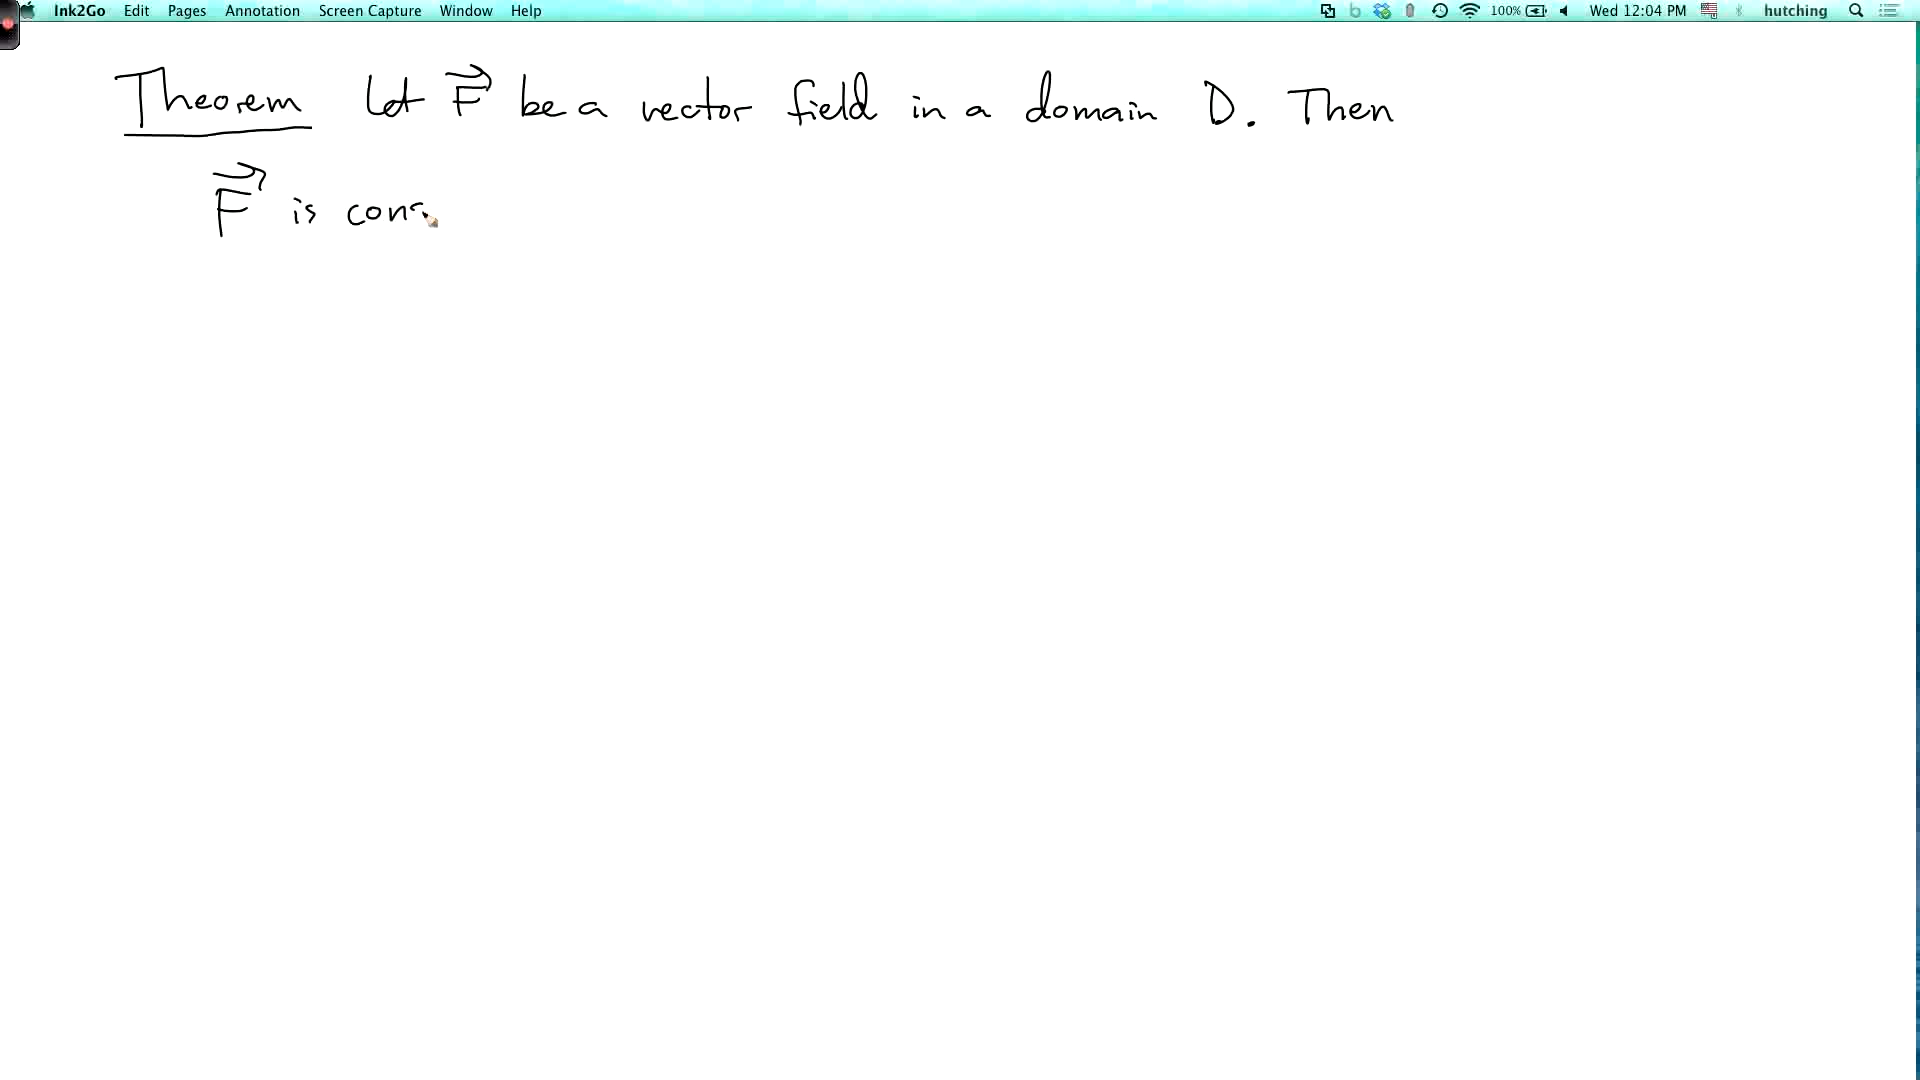 Ink2Go Edit Pages Annotation Screen Capture Window Help 100% Wed 12:04 PM hutching
Theorem Let F⃗ be a vector field in a domain D. Then
F⃗ is cons